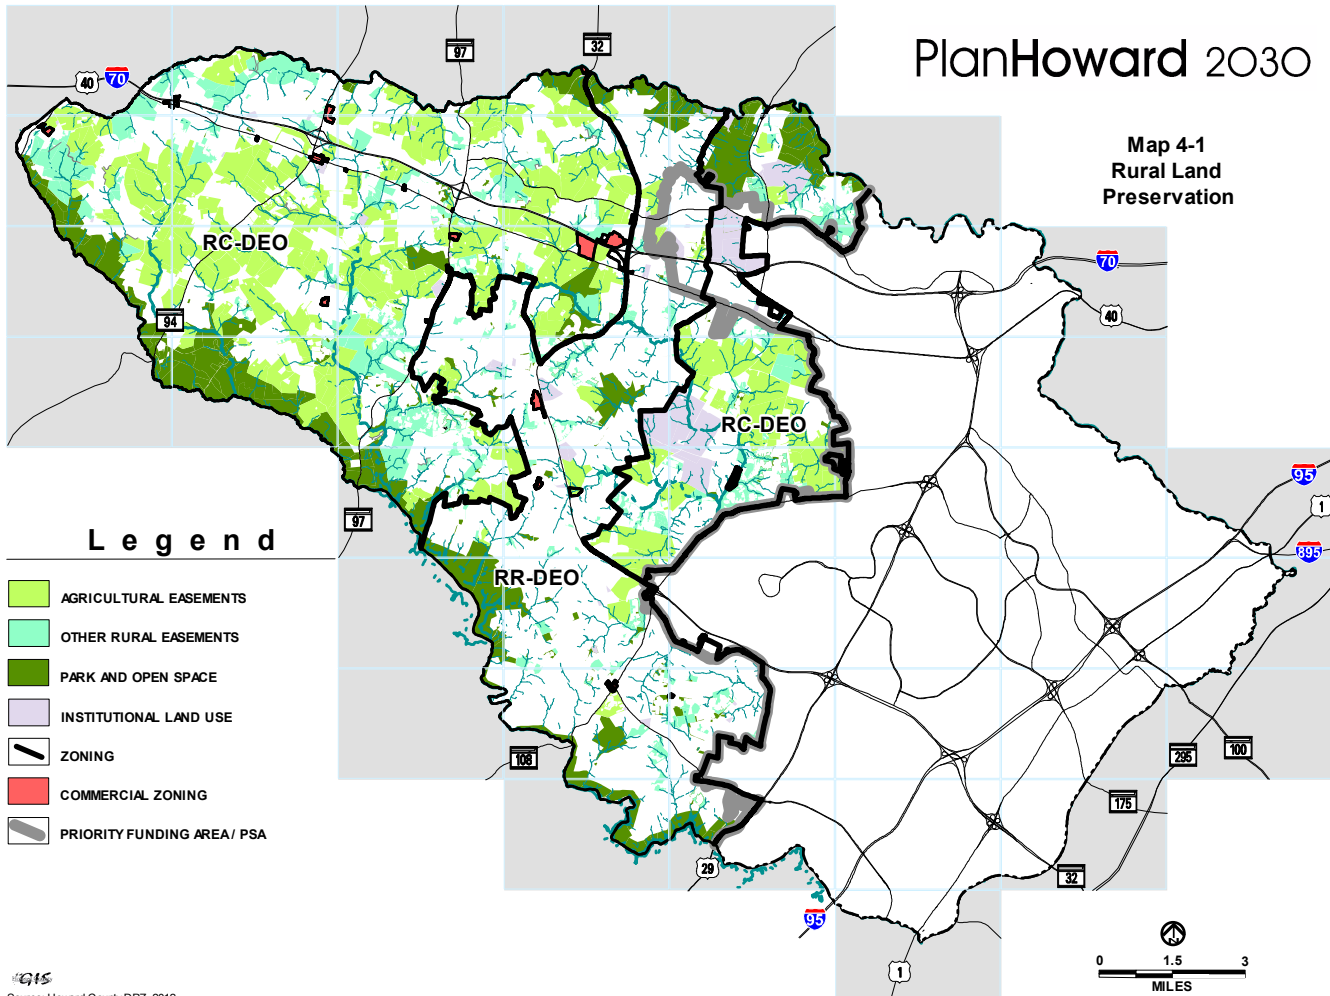 PlanHoward 2030
Map 4-1
Rural Land
Preservation
97
32
40
70
RC-DEO
94
70
40
RC-DEO
95
1
97
895
RR-DEO
Legend
AGRICULTURAL EASEMENTS
OTHER RURAL EASEMENTS
PARK AND OPEN SPACE
INSTITUTIONAL LAND USE
ZONING
COMMERCIAL ZONING
PRIORITY FUNDING AREA / PSA
108
295
100
175
29
32
95
1
N
0 1.5 3
MILES
GIS